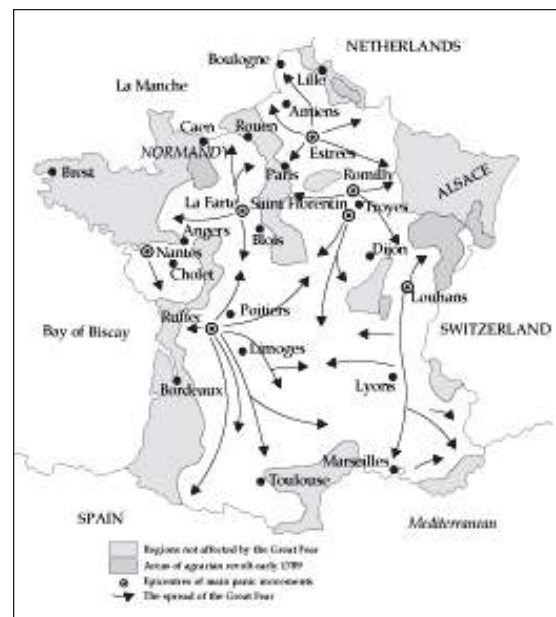 NETHERLANDS
Boulogne
Lille
La Manche
Amiens
Caen
Rouen
Estrees
NORMANDY
Paris
Romilly
ALSACE
Brest
La Farte
Saint Florentin
Troyes
Angers
Blois
Nantes
Dijon
Cholet
Louhans
Ruffec
Poitiers
Bay of Biscay
SWITZERLAND
Limoges
Lyons
Bordeaux
Marseilles
Toulouse
SPAIN
Mediterranean
Regions not affected by the Great Fear
Areas of agrarian revolt-early 1789
Epicentres of main panic movements
The spread of the Great Fear